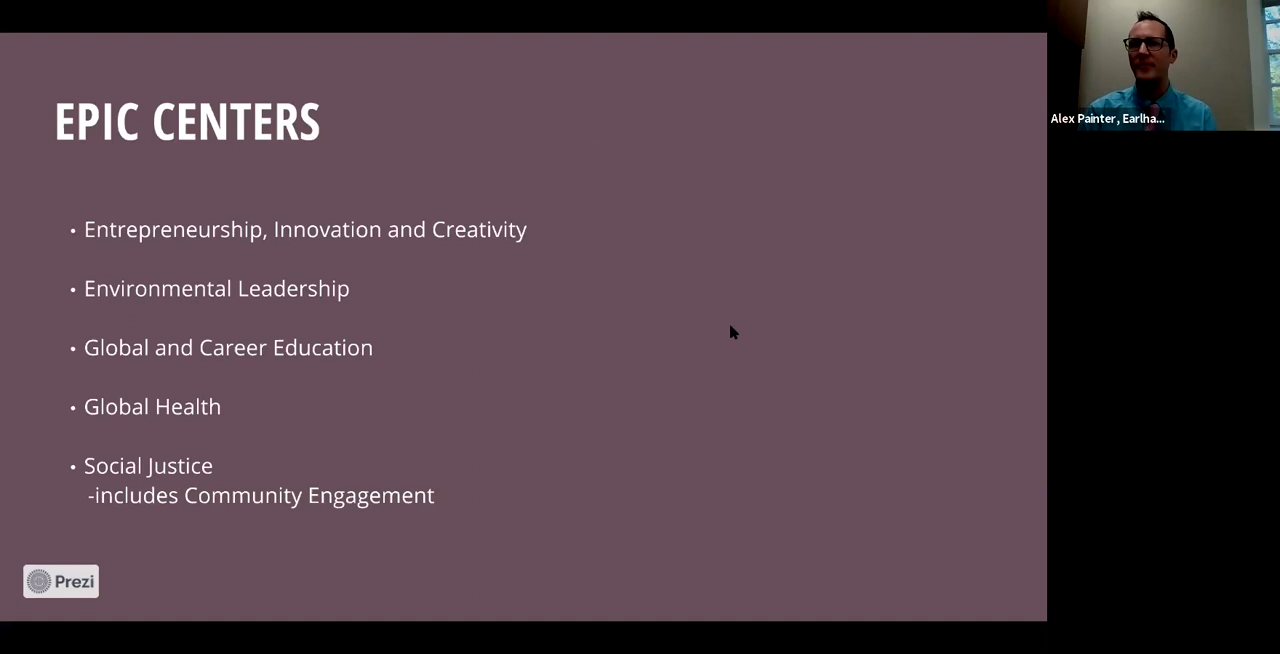 EPIC CENTERS
• Entrepreneurship, Innovation and Creativity
• Environmental Leadership
• Global and Career Education
• Global Health
• Social Justice
-includes Community Engagement
Prezi
Alex Painter, Earlha...